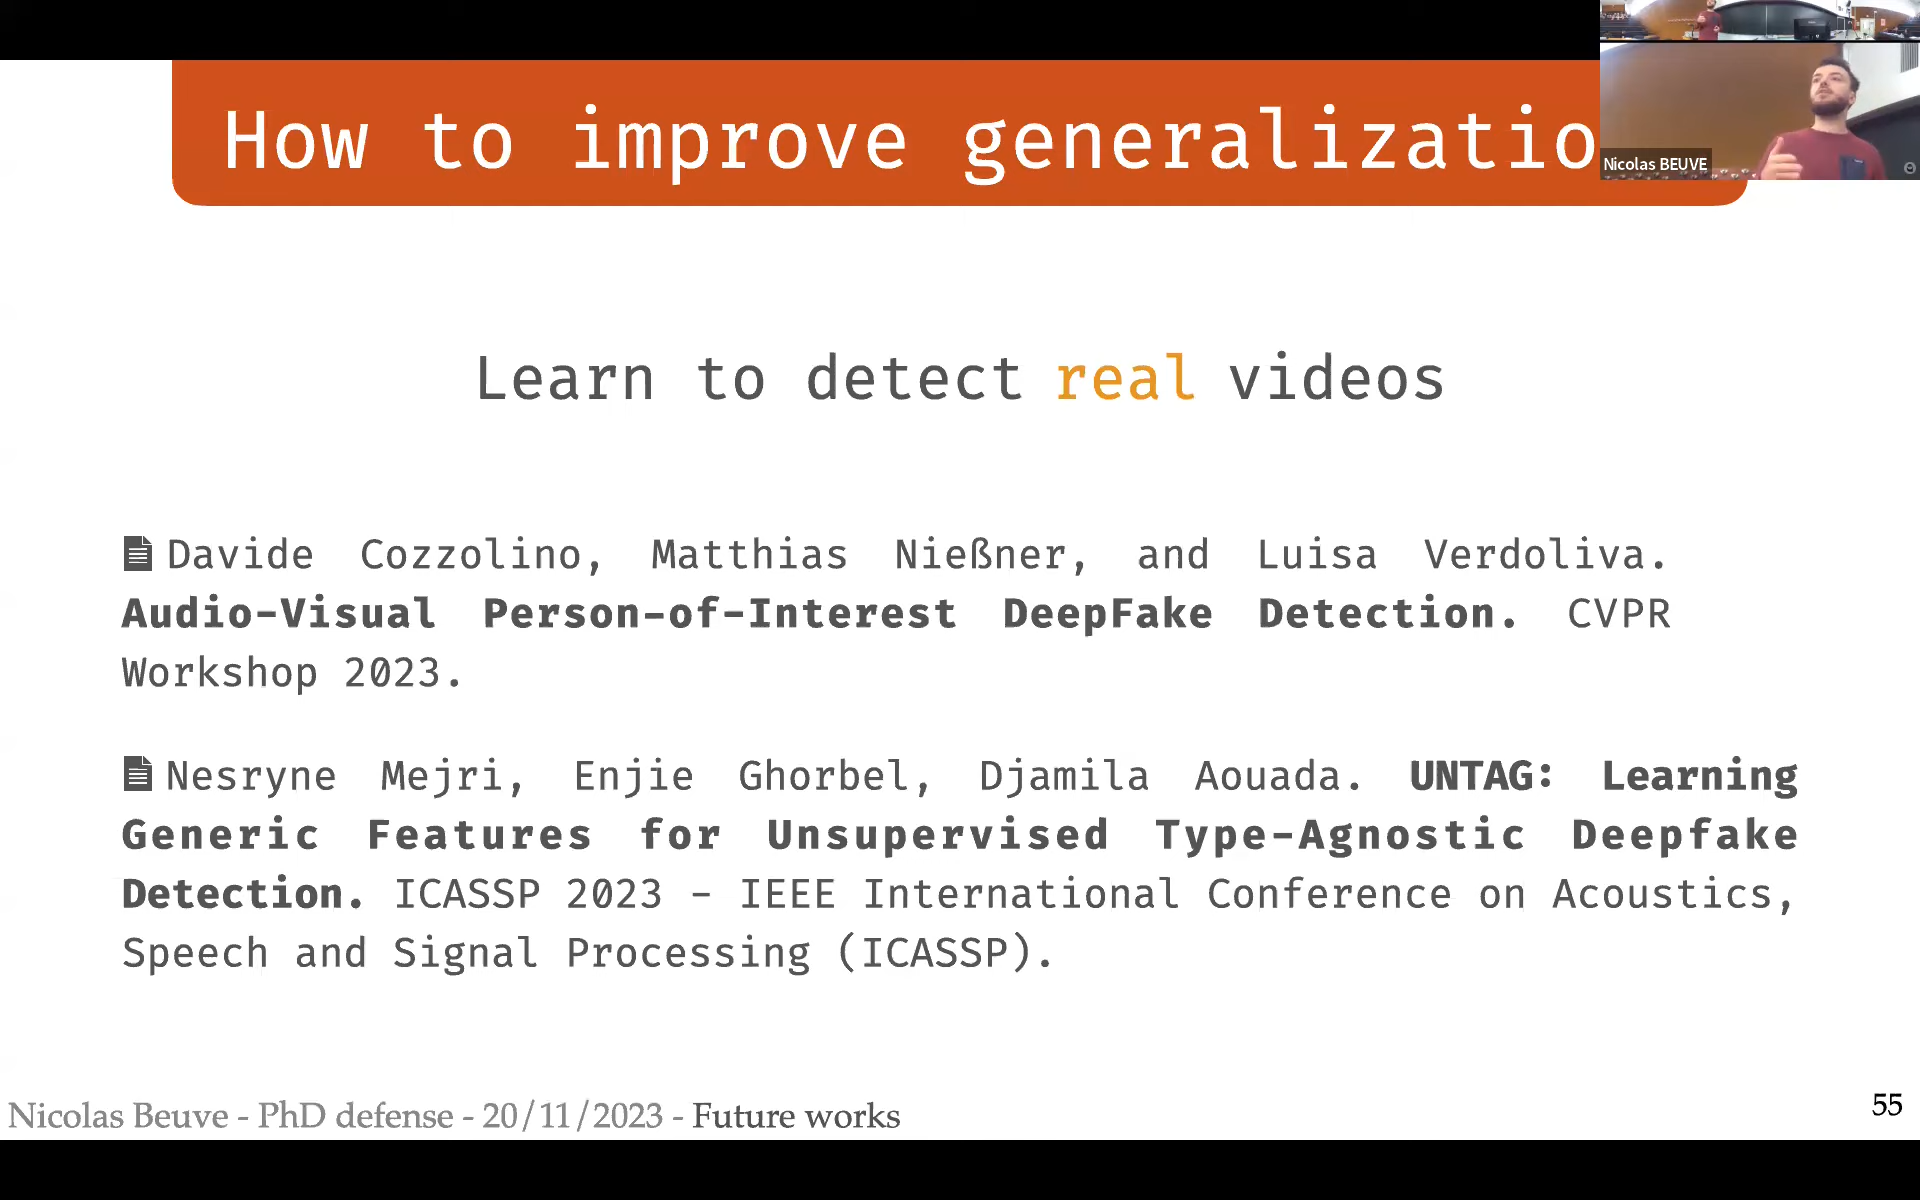 How to improve generalizatio
Nicolas BEUVE
Learn to detect real videos
Davide Cozzolino, Matthias Nießner, and Luisa Verdoliva.
Audio-Visual Person-of-Interest DeepFake Detection. CVPR
Workshop 2023.
Nesryne Mejri, Enjie Ghorbel, Djamila Aouada. UNTAG: Learning
Generic Features for Unsupervised Type-Agnostic Deepfake
Detection. ICASSP 2023 - IEEE International Conference on Acoustics,
Speech and Signal Processing (ICASSP).
Nicolas Beuve - PhD defense - 20/11/2023 - Future works
55